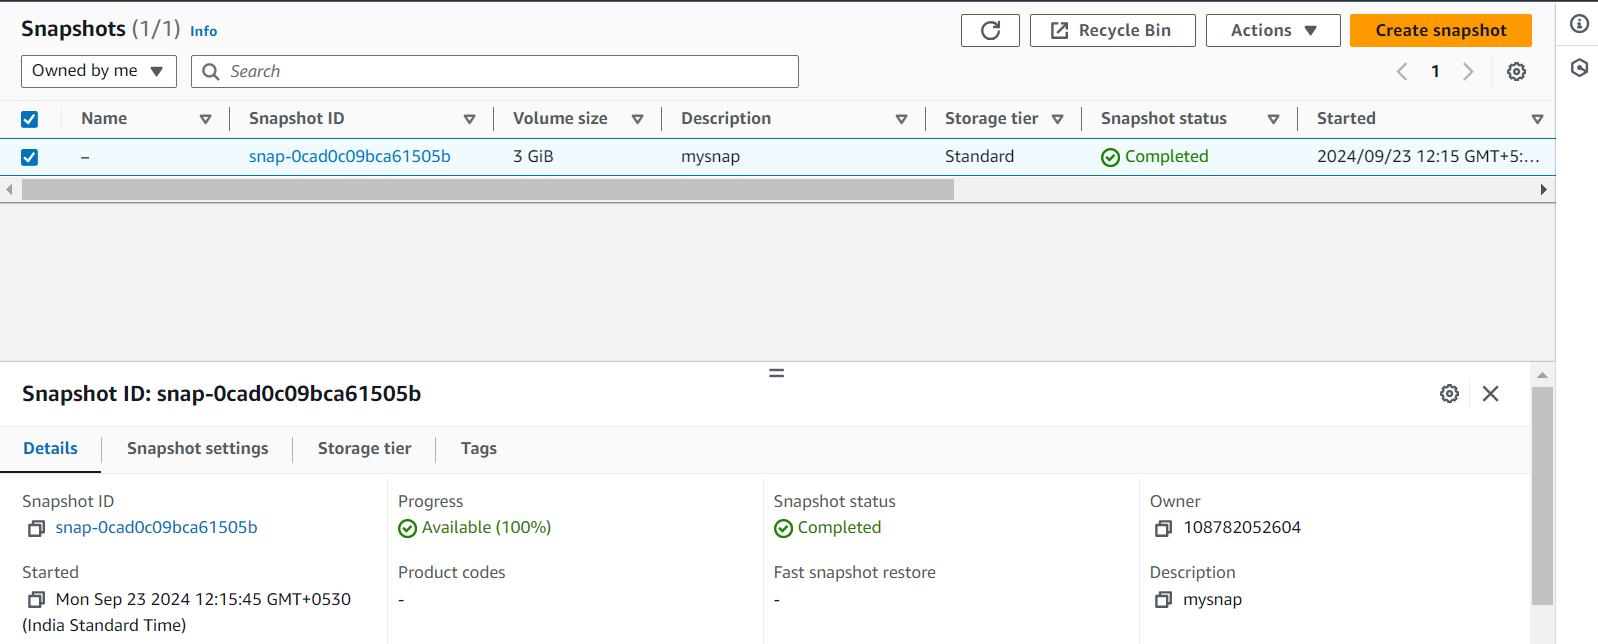 Snapshots (1/1) Info
Recycle Bin
Actions
Create snapshot
Owned by me
Search
1
Name
Snapshot ID
Volume size
Description
Storage tier
Snapshot status
Started
–
snap-0cad0c09bca61505b
3 GiB
mysnap
Standard
Completed
2024/09/23 12:15 GMT+5:...
Snapshot ID: snap-0cad0c09bca61505b
Details
Snapshot settings
Storage tier
Tags
Snapshot ID
snap-0cad0c09bca61505b
Progress
Available (100%)
Snapshot status
Completed
Owner
108782052604
Started
Mon Sep 23 2024 12:15:45 GMT+0530
(India Standard Time)
Product codes
-
Fast snapshot restore
-
Description
mysnap